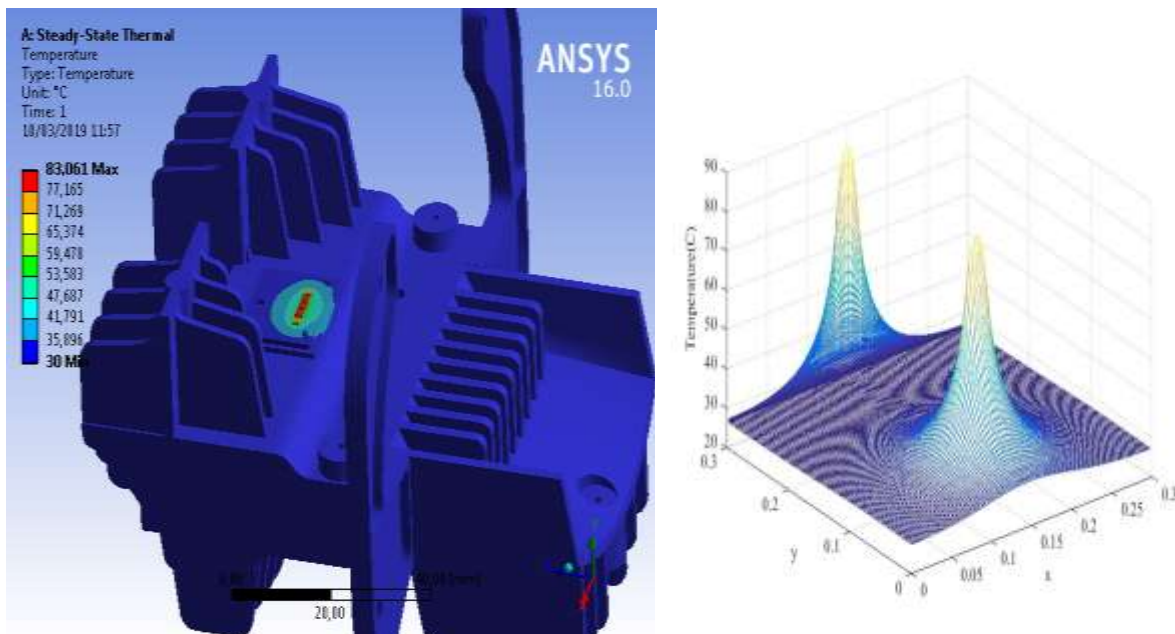 A: Steady-State Thermal
Temperature
Type: Temperature
Unit: °C
Time: 1
18/03/2019 11:57
83,061 Max
77,165
71,269
65,374
59,478
53,583
47,687
41,791
35,896
30 Min
ANSYS
16.0
20,00
90
80
70
60
50
40
30
20
Temperature(C)
0.3
0.2
0.1
0
y
0
0.05
0.1
0.15
0.2
0.25
0.3
x